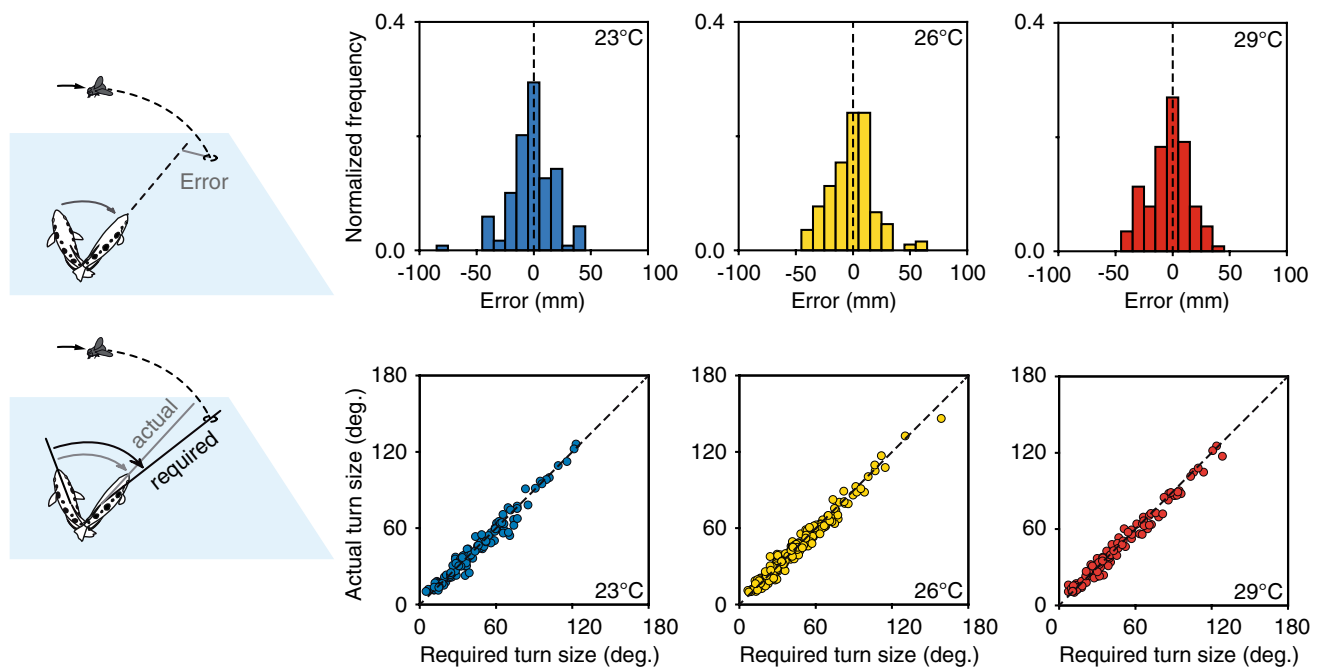 Error
actual
required
0.4
0.0
Normalized frequency
23°C
-100 -50 0 50 100
Error (mm)
0.4
0.0
26°C
-100 -50 0 50 100
Error (mm)
0.4
0.0
29°C
-100 -50 0 50 100
Error (mm)
180
120
60
0
Actual turn size (deg.)
23°C
0 60 120 180
Required turn size (deg.)
180
120
60
0
26°C
0 60 120 180
Required turn size (deg.)
180
120
60
0
29°C
0 60 120 180
Required turn size (deg.)